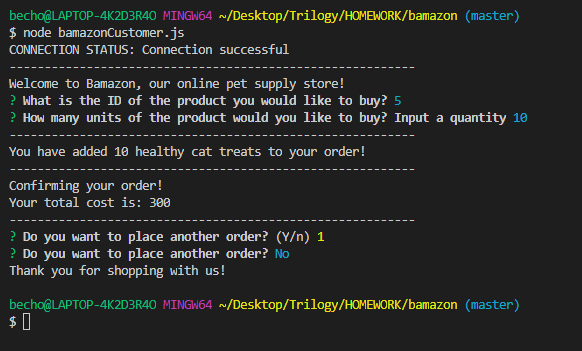 becho@LAPTOP-4K2D3R4O MINGW64 ~/Desktop/Trilogy/HOMEWORK/bamazon (master)
$ node bamazonCustomer.js
CONNECTION STATUS: Connection successful
----------------------------------------------------------
Welcome to Bamazon, our online pet supply store!
? What is the ID of the product you would like to buy? 5
? How many units of the product would you like to buy? Input a quantity 10
----------------------------------------------------------
You have added 10 healthy cat treats to your order!
----------------------------------------------------------
Confirming your order!
Your total cost is: 300
----------------------------------------------------------
? Do you want to place another order? (Y/n) 1
? Do you want to place another order? No
Thank you for shopping with us!
becho@LAPTOP-4K2D3R4O MINGW64 ~/Desktop/Trilogy/HOMEWORK/bamazon (master)
$